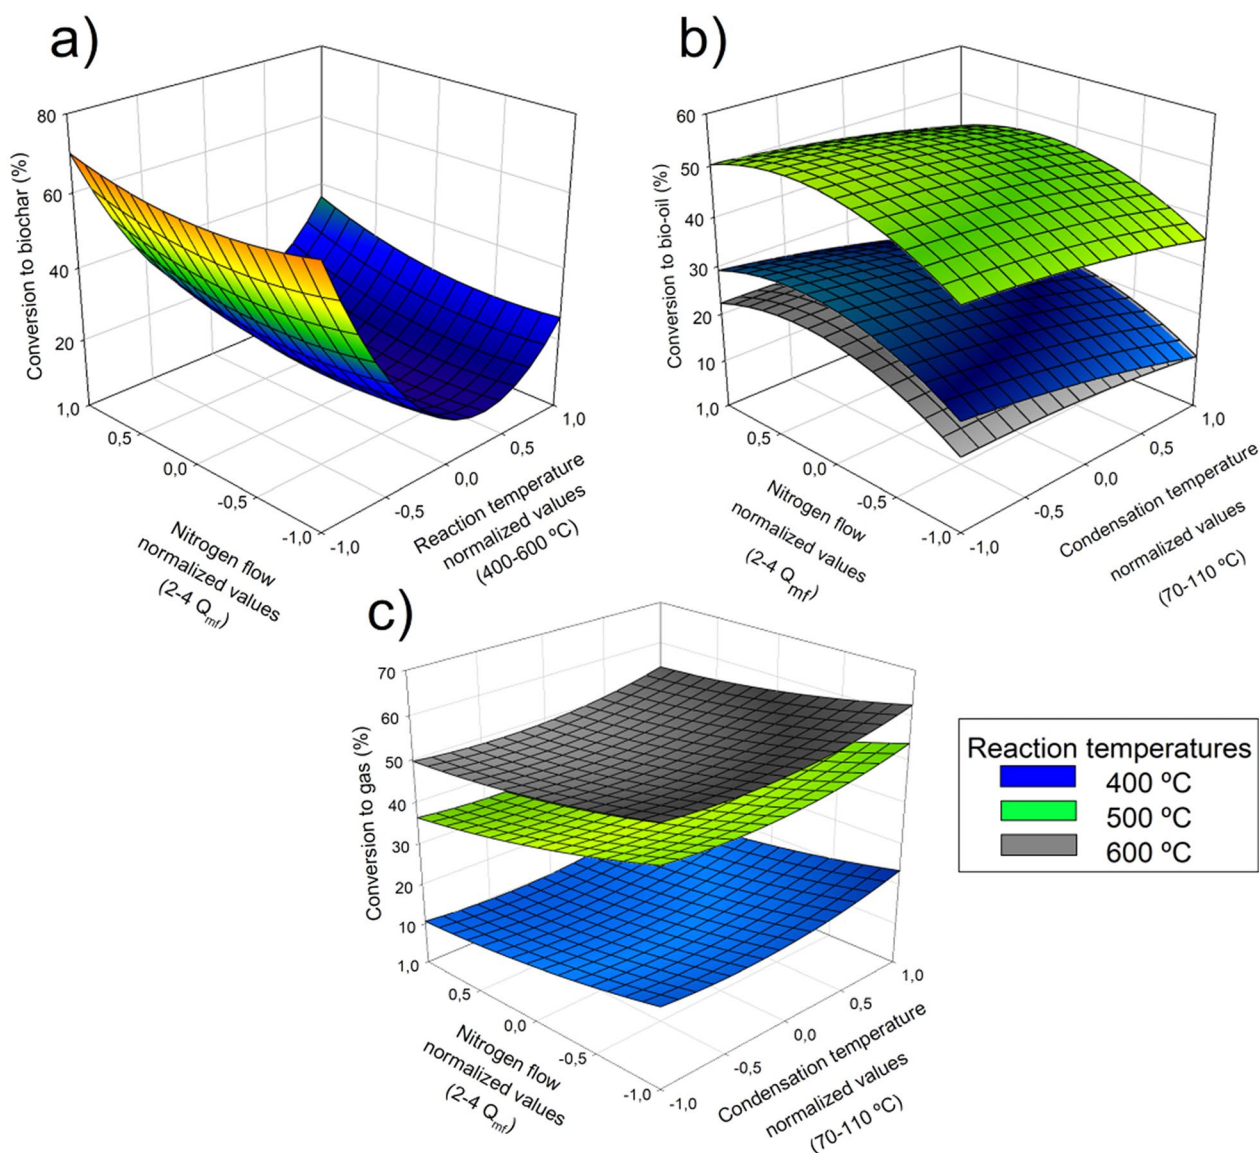 a)
80
60
40
20
Conversion to biochar (%)
1,0
0,5
0,0
-0,5
-1,0
Nitrogen flow
normalized values
(2-4 Qmf)
-1,0
-0,5
0,0
0,5
1,0
Reaction temperature
normalized values
(400-600 ºC)
b)
60
50
40
30
20
10
Conversion to bio-oil (%)
1,0
0,5
0,0
-0,5
-1,0
Nitrogen flow
normalized values
(2-4 Qmf)
-1,0
-0,5
0,0
0,5
1,0
Condensation temperature
normalized values
(70-110 ºC)
c)
70
60
50
40
30
20
10
Conversion to gas (%)
1,0
0,5
0,0
-0,5
-1,0
Nitrogen flow
normalized values
(2-4 Qmf)
-1,0
-0,5
0,0
0,5
1,0
Condensation temperature
normalized values
(70-110 ºC)
Reaction temperatures
400 ºC
500 ºC
600 ºC